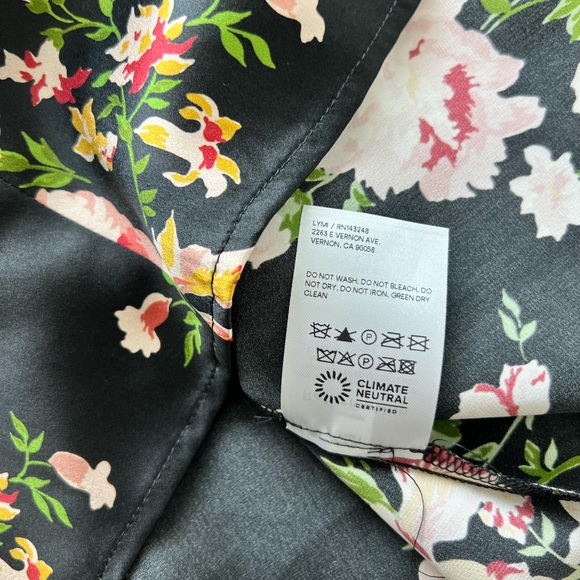 LYMI / RN143248
2263 E VERNON AVE.
VERNON, CA 90058
DO NOT WASH, DO NOT BLEACH, DO
NOT DRY, DO NOT IRON, GREEN DRY
CLEAN
P
P
CLIMATE
NEUTRAL
CERTIFIED